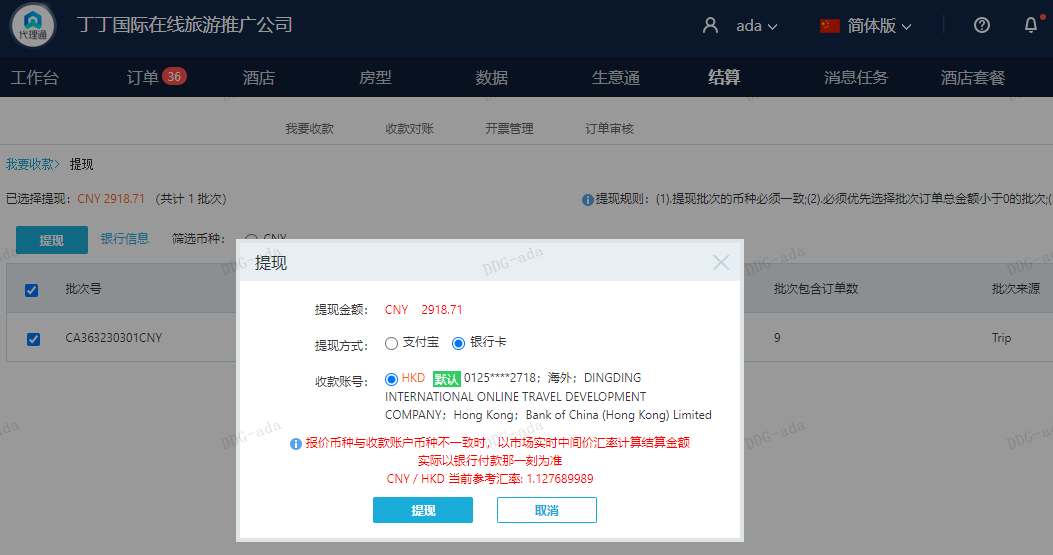 代理通
丁丁国际在线旅游推广公司
ada
简体版
工作台
订单 36
酒店
房型
数据
生意通
结算
消息任务
酒店套餐
我要收款
收款对账
开票管理
订单审核
我要收款> 提现
已选择提现: CNY 2918.71 (共计 1 批次)
提现规则: (1).提现批次的币种必须一致;(2).必须优先选择批次订单总金额小于0的批次;(
提现
银行信息
筛选币种:
CNY
批次号
批次包含订单数
批次来源
CA363230301CNY
9
Trip
提现
提现金额: CNY 2918.71
提现方式: 支付宝 银行卡
收款账号: HKD 默认 0125****2718; 海外; DINGDING
INTERNATIONAL ONLINE TRAVEL DEVELOPMENT
COMPANY; Hong Kong; Bank of China (Hong Kong) Limited
报价币种与收款账户币种不一致时, 以市场实时中间价汇率计算结算金额
实际以银行付款那一刻为准
CNY / HKD 当前参考汇率: 1.127689989
提现
取消
DDG-ada
DDG-ada
DDG-ada
DDG-ada
DDG-ada
DDG-ada